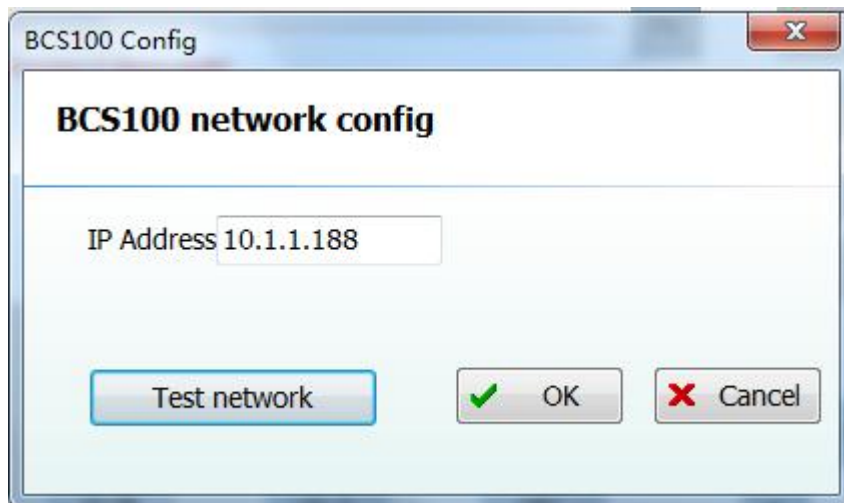 BCS100 Config
BCS100 network config
IP Address 10.1.1.188
Test network OK Cancel